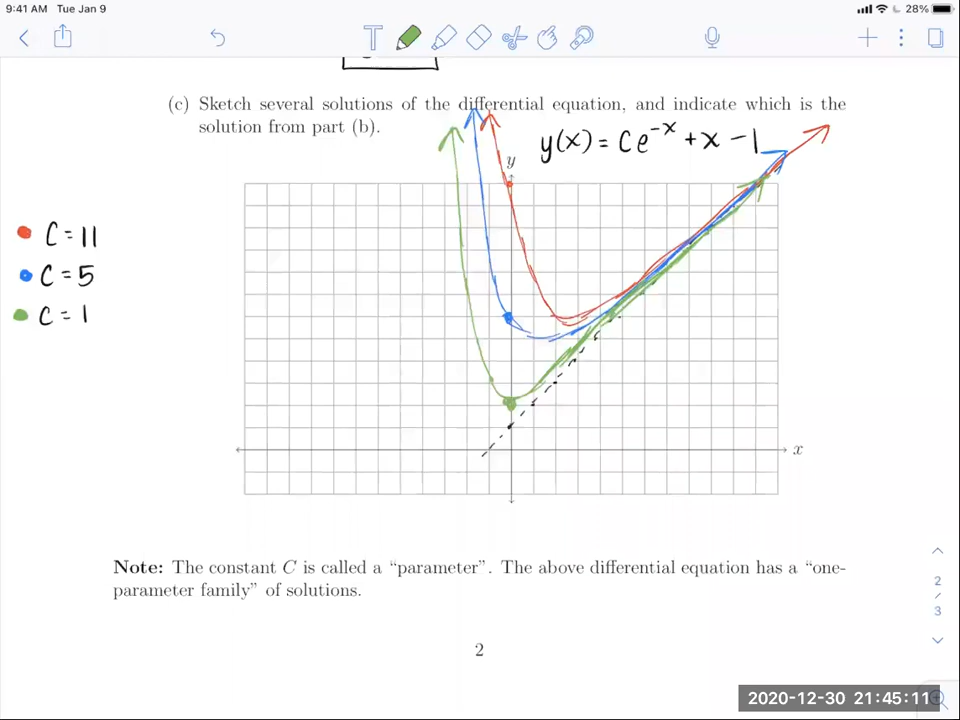 9:41 AM Tue Jan 9
28%
(c) Sketch several solutions of the differential equation, and indicate which is the
solution from part (b).
y(x) = Ce^{-x} + x - 1
y
C = 11
C = 5
C = 1
x
Note: The constant C is called a “parameter”. The above differential equation has a “one-
parameter family” of solutions.
2
/
3
2
2020-12-30 21:45:11